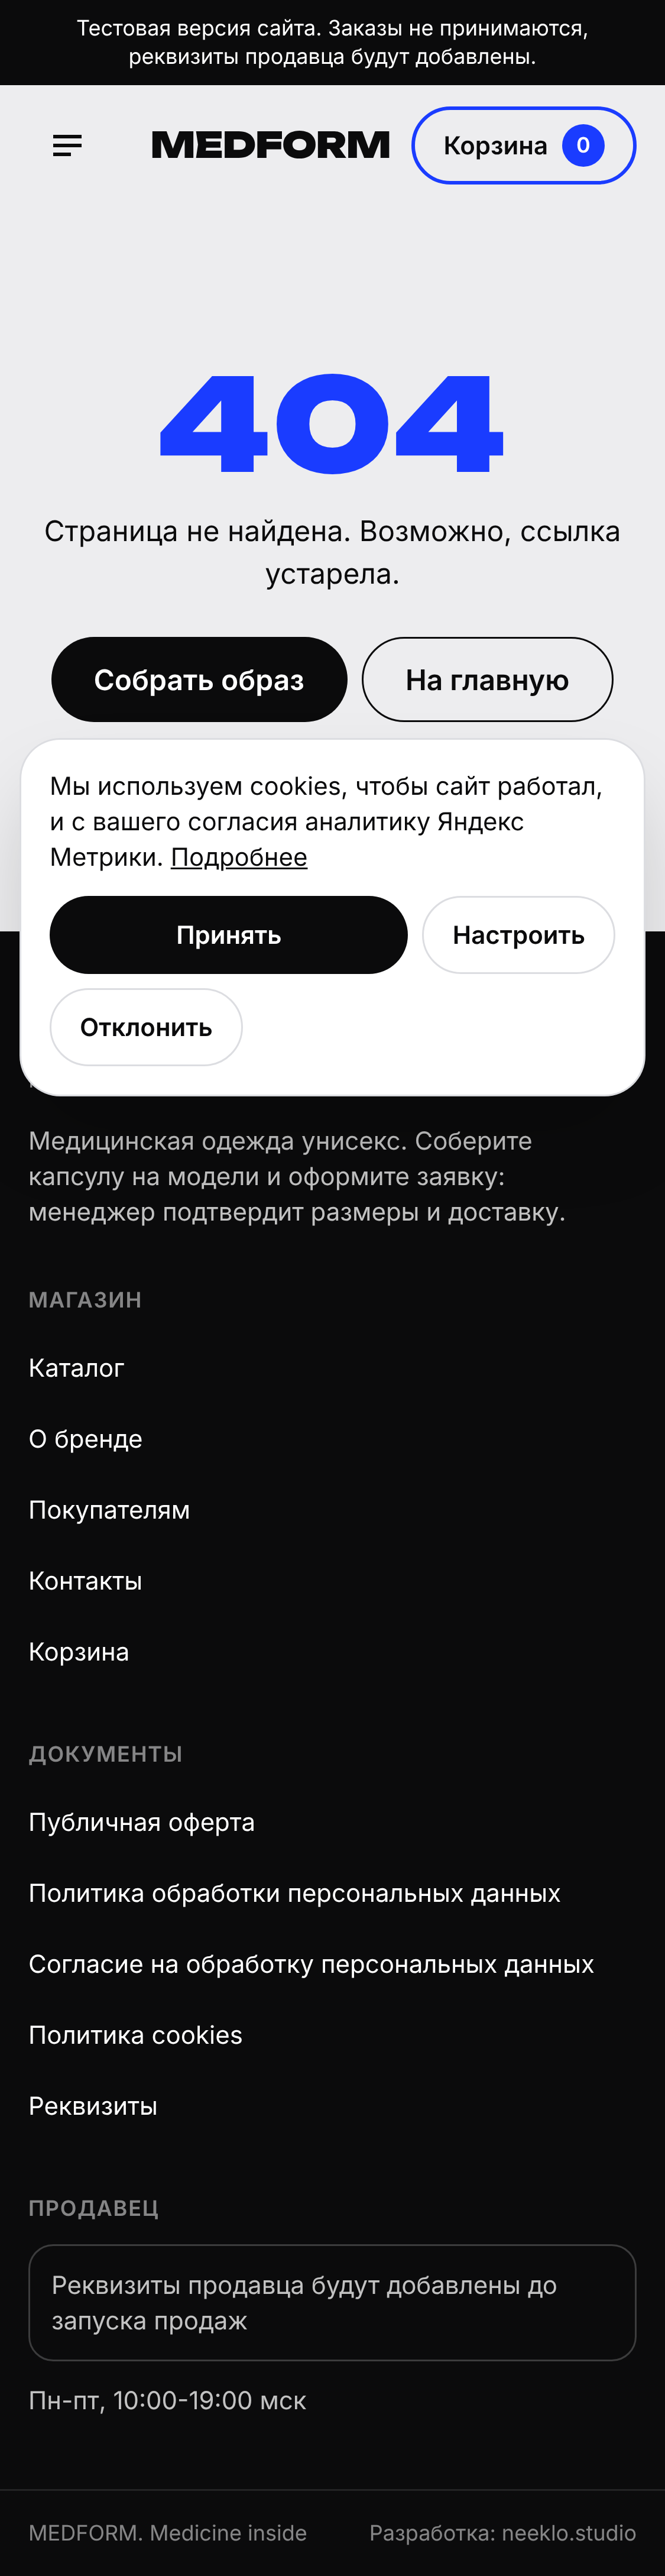 Тестовая версия сайта. Заказы не принимаются,
реквизиты продавца будут добавлены.
MEDFORM
Корзина 0
404
Страница не найдена. Возможно, ссылка
устарела.
Собрать образ
На главную
Мы используем cookies, чтобы сайт работал,
и с вашего согласия аналитику Яндекс
Метрики. Подробнее
Принять
Настроить
Отклонить
Медицинская одежда унисекс. Соберите
капсулу на модели и оформите заявку:
менеджер подтвердит размеры и доставку.
МАГАЗИН
Каталог
О бренде
Покупателям
Контакты
Корзина
ДОКУМЕНТЫ
Публичная оферта
Политика обработки персональных данных
Согласие на обработку персональных данных
Политика cookies
Реквизиты
ПРОДАВЕЦ
Реквизиты продавца будут добавлены до
запуска продаж
Пн-пт, 10:00-19:00 мск
MEDFORM. Medicine inside
Разработка: neeklo.studio